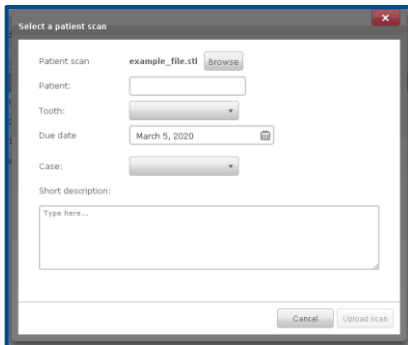 Select a patient scan
Patient scan example_file.stl Browse
Patient:
Tooth:
Due date March 5, 2020
Case:
Short description:
Type here...
Cancel Upload scan